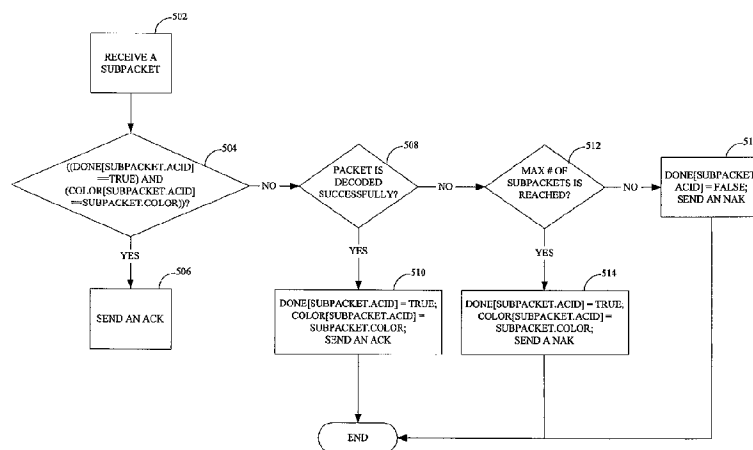 502
RECEIVE A
SUBPACKET
504
((DONE[SUBPACKET.ACID]
==TRUE) AND
(COLOR[SUBPACKET.ACID]
==SUBPACKET.COLOR))?
NO
YES
506
SEND AN ACK
508
PACKET IS
DECODED
SUCCESSFULLY?
NO
YES
510
DONE[SUBPACKET.ACID] = TRUE;
COLOR[SUBPACKET.ACID] =
SUBPACKET.COLOR;
SEND AN ACK
512
MAX # OF
SUBPACKETS IS
REACHED?
NO
YES
514
DONE[SUBPACKET.ACID] = TRUE;
COLOR[SUBPACKET.ACID] =
SUBPACKET.COLOR;
SEND A NAK
51
DONE[SUBPACKET.
ACID] = FALSE;
SEND AN NAK
END